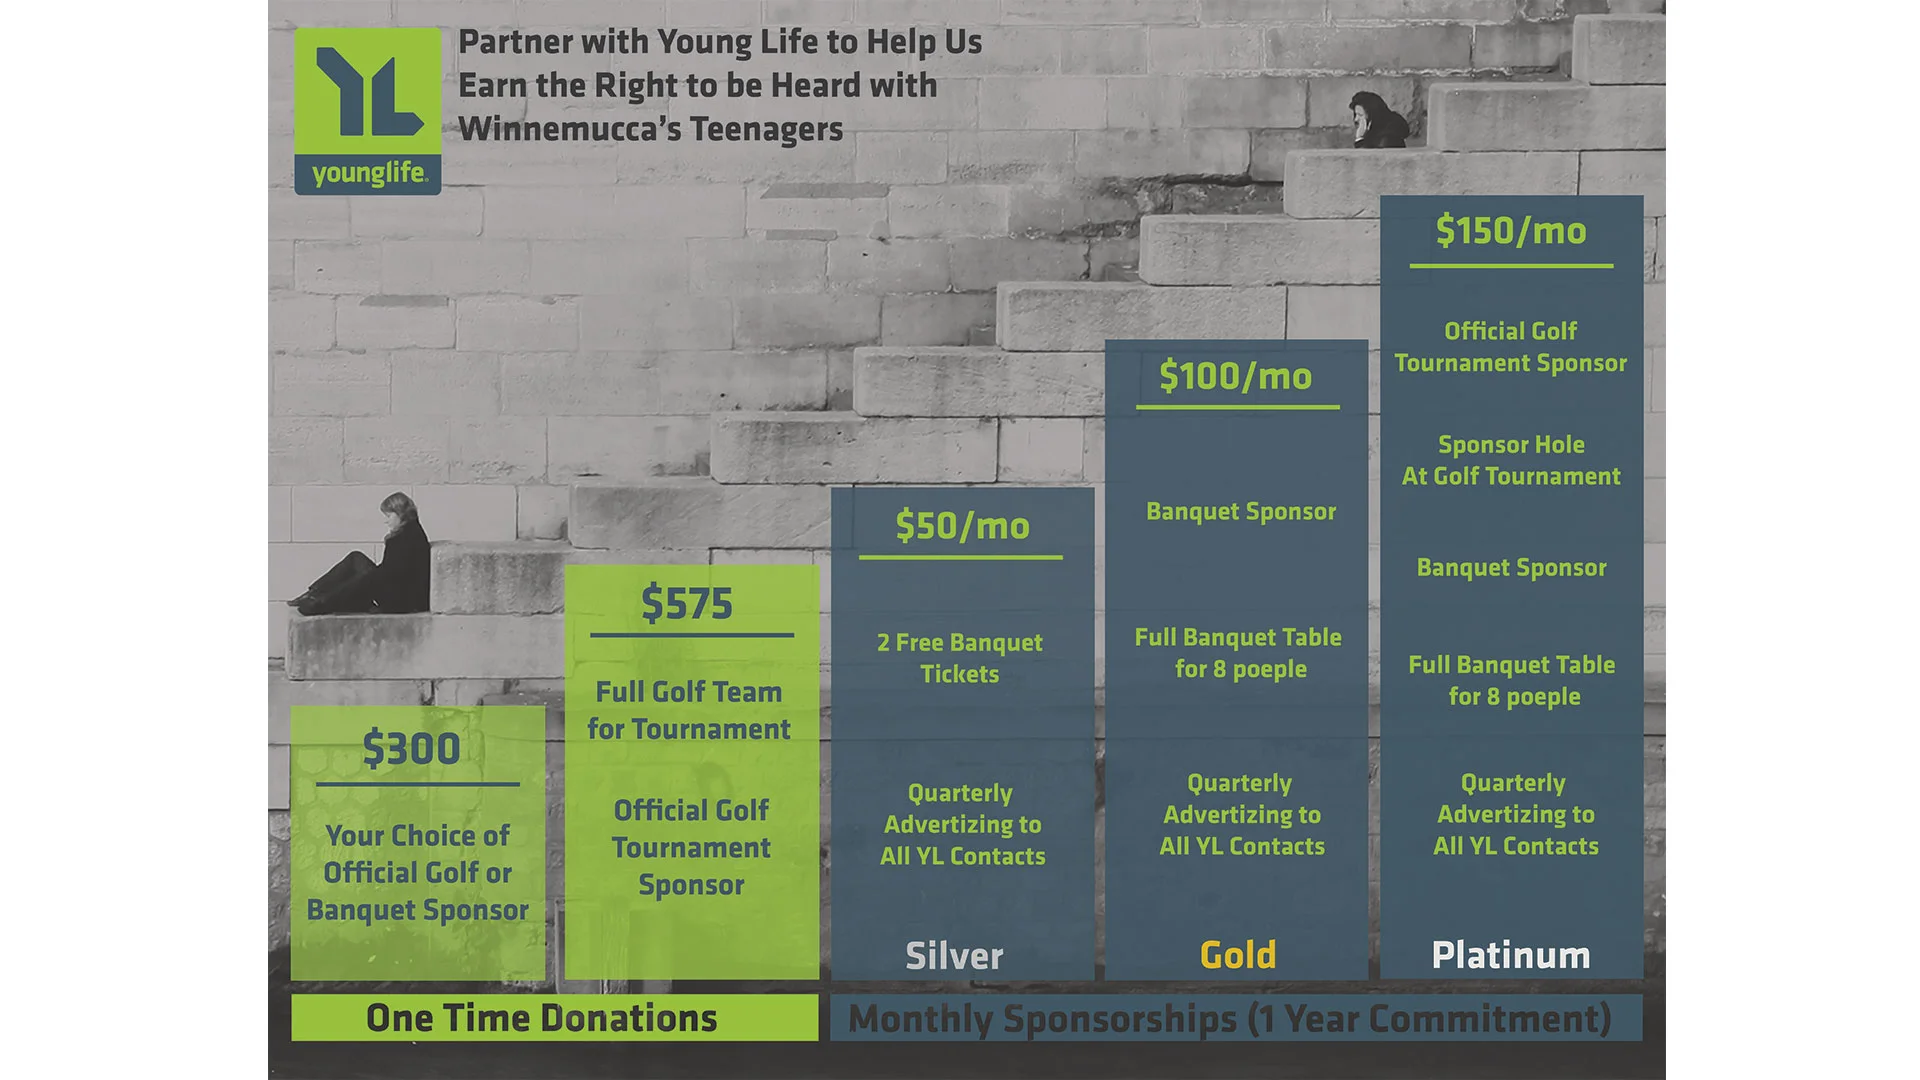 Partner with Young Life to Help Us
Earn the Right to be Heard with
Winnemucca's Teenagers
YL
younglife®
$300
Your Choice of
Official Golf or
Banquet Sponsor
$575
Full Golf Team
for Tournament
Official Golf
Tournament
Sponsor
$50/mo
2 Free Banquet
Tickets
Quarterly
Advertizing to
All YL Contacts
Silver
$100/mo
Banquet Sponsor
Full Banquet Table
for 8 poeple
Quarterly
Advertizing to
All YL Contacts
Gold
$150/mo
Official Golf
Tournament Sponsor
Sponsor Hole
At Golf Tournament
Banquet Sponsor
Full Banquet Table
for 8 poeple
Quarterly
Advertizing to
All YL Contacts
Platinum
One Time Donations
Monthly Sponsorships (1 Year Commitment)